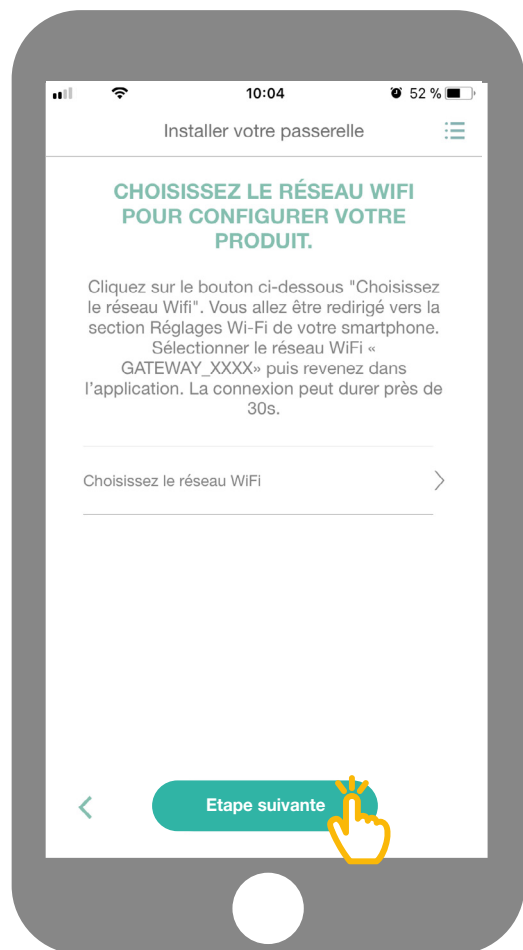 10:04 52 %
Installer votre passerelle
CHOISISSEZ LE RÉSEAU WIFI
POUR CONFIGURER VOTRE
PRODUIT.
Cliquez sur le bouton ci-dessous "Choisissez
le réseau Wifi". Vous allez être redirigé vers la
section Réglages Wi-Fi de votre smartphone.
Sélectionner le réseau WiFi «
GATEWAY_XXXX» puis revenez dans
l’application. La connexion peut durer près de
30s.
Choisissez le réseau WiFi
Etape suivante